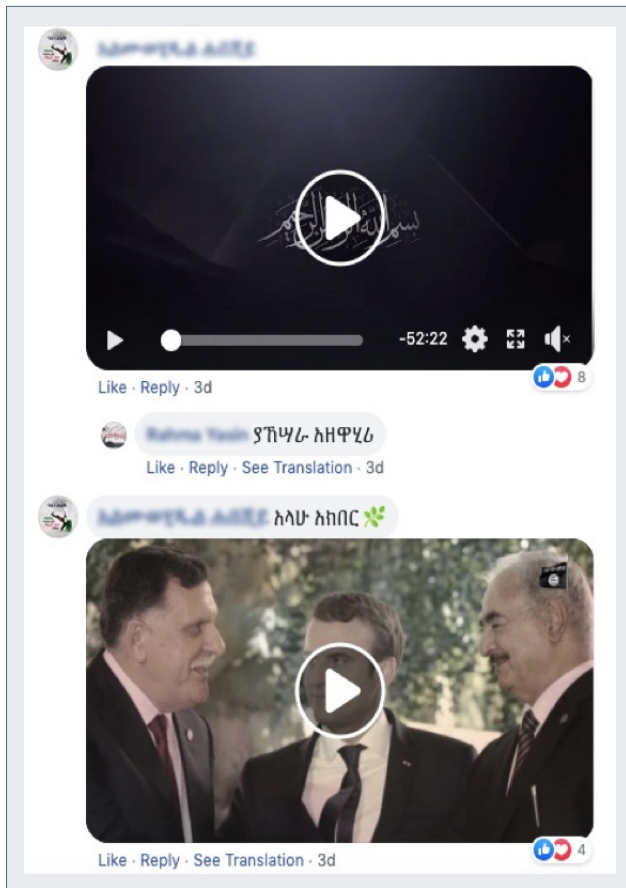 بسم الله الرحمن الرحيم
-52:22
8
Like · Reply · 3d
ያኸሣራ አዘዋሂሪ
Like · Reply · See Translation · 3d
አላሁ አክበር
4
Like · Reply · See Translation · 3d